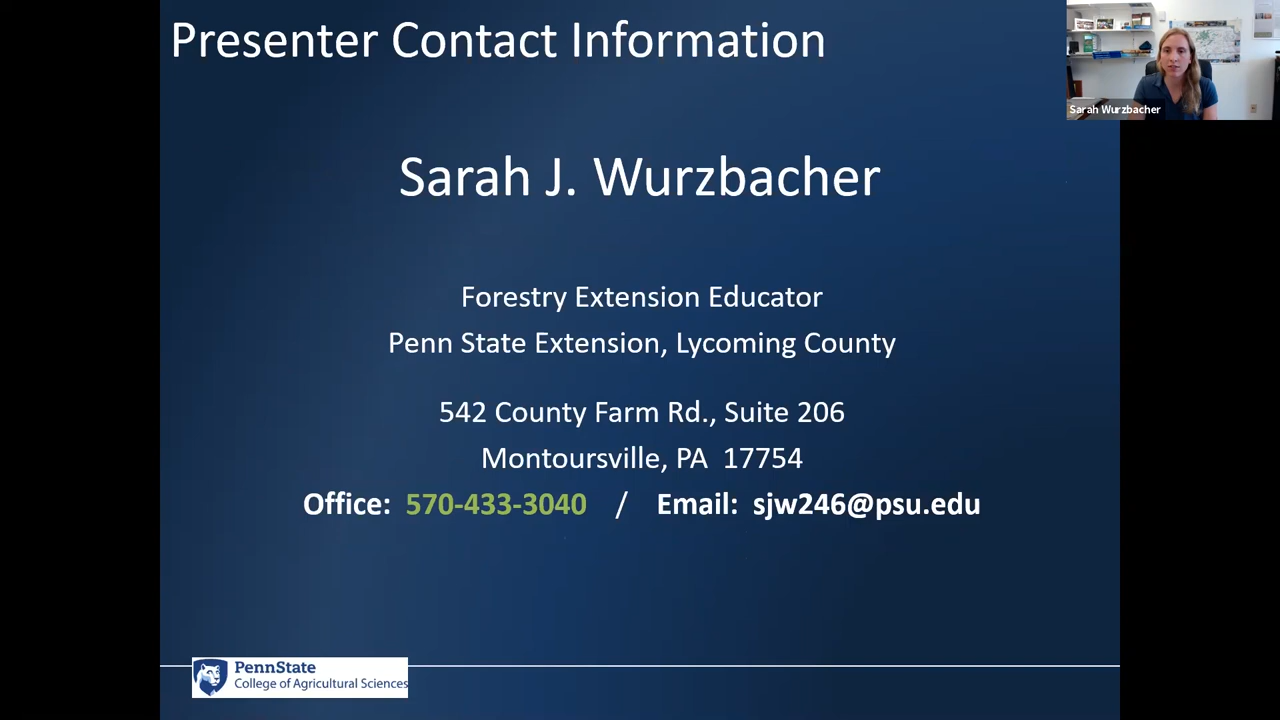 Presenter Contact Information
Sarah Wurzbacher
Sarah J. Wurzbacher
Forestry Extension Educator
Penn State Extension, Lycoming County
542 County Farm Rd., Suite 206
Montoursville, PA 17754
Office: 570-433-3040 / Email: sjw246@psu.edu
PennState
College of Agricultural Sciences